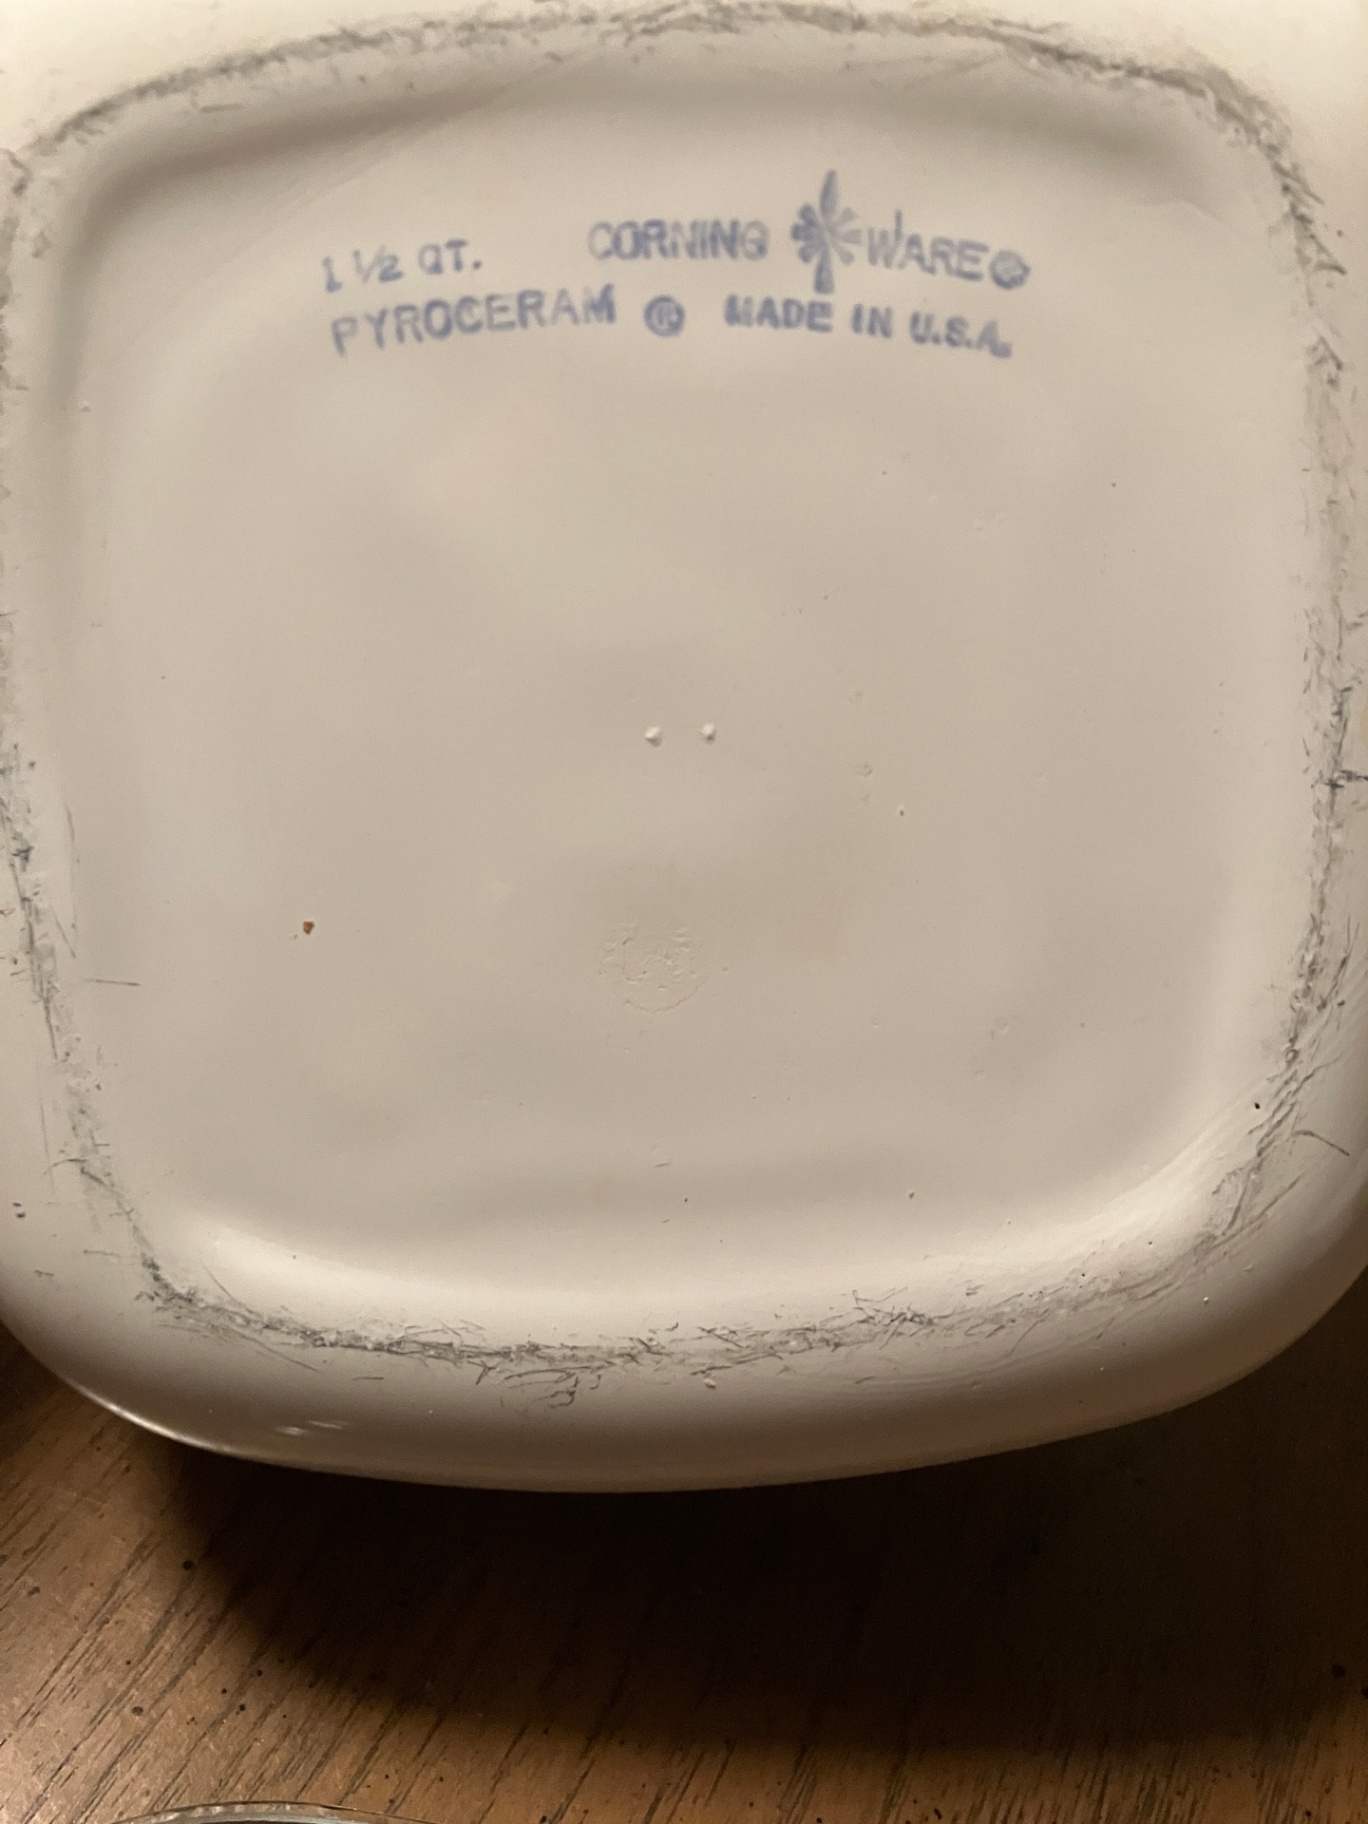 1 ½ QT. CORNING WARE®
PYROCERAM ® MADE IN U.S.A.